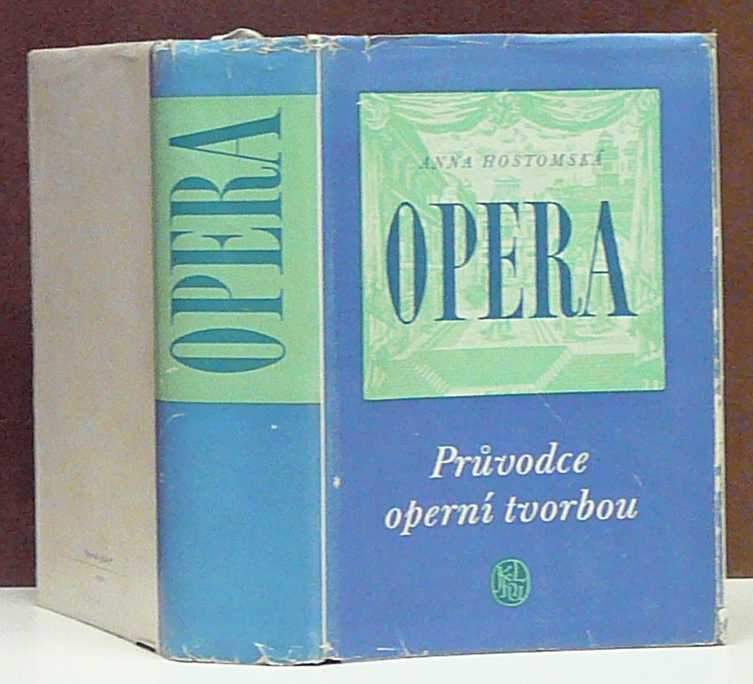 OPERA
ANNA HOSTOMSKÁ
OPERA
Průvodce
operní tvorbou